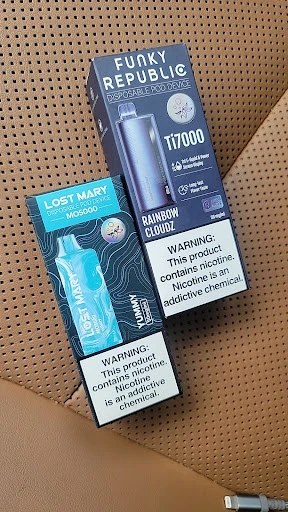 FUNKY
REPUBLIC
DISPOSABLE POD DEVICE
Ti7000
RAINBOW
CLOUDZ
WARNING:
This product
contains nicotine.
Nicotine is an
addictive chemical.
LOST MARY
DISPOSABLE POD DEVICE
MO5000
LOST MARY
YUMMY
WARNING:
This product
contains nicotine.
Nicotine
is an addictive
chemical.